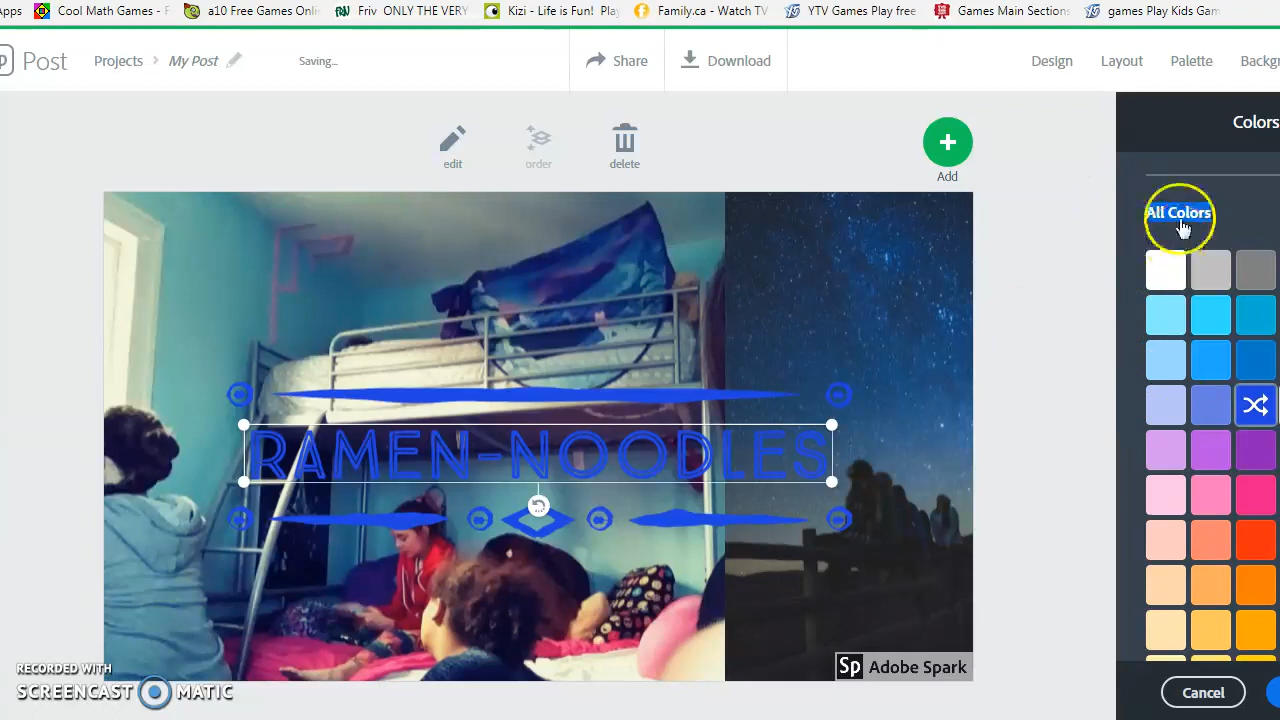 Apps Cool Math Games - F a10 Free Games Onlin Friv ONLY THE VERY Kizi - Life is Fun! Play Family.ca - Watch TV YTV Games Play free Games Main Sections games Play Kids Gam
Post Projects > My Post Saving... Share Download Design Layout Palette Backg
Colors
edit order delete Add
All Colors
RAMEN-NOODLES
Sp Adobe Spark
RECORDED WITH
SCREENCAST MATIC
Cancel